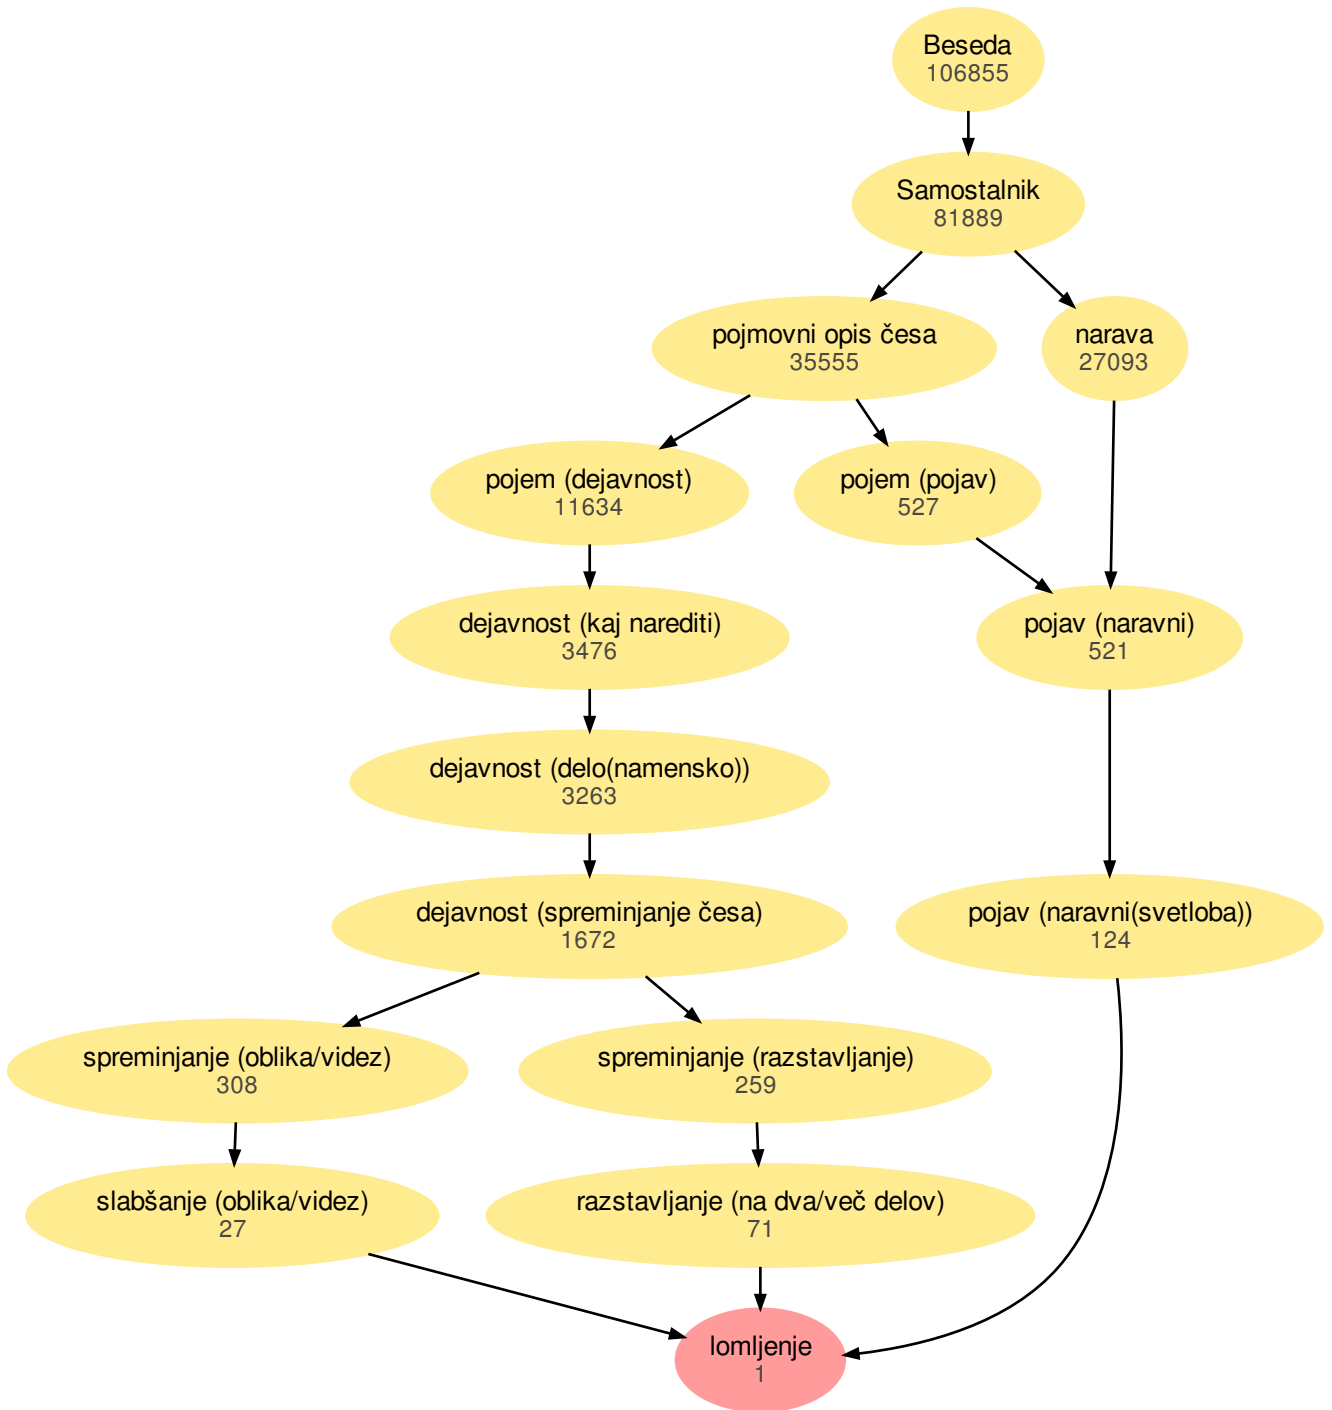 Beseda
106855
Samostalnik
81889
pojmovni opis česa
35555
narava
27093
pojem (dejavnost)
11634
pojem (pojav)
527
dejavnost (kaj narediti)
3476
pojav (naravni)
521
dejavnost (delo(namensko))
3263
dejavnost (spreminjanje česa)
1672
pojav (naravni(svetloba))
124
spreminjanje (oblika/videz)
308
spreminjanje (razstavljanje)
259
slabšanje (oblika/videz)
27
razstavljanje (na dva/več delov)
71
lomljenje
1